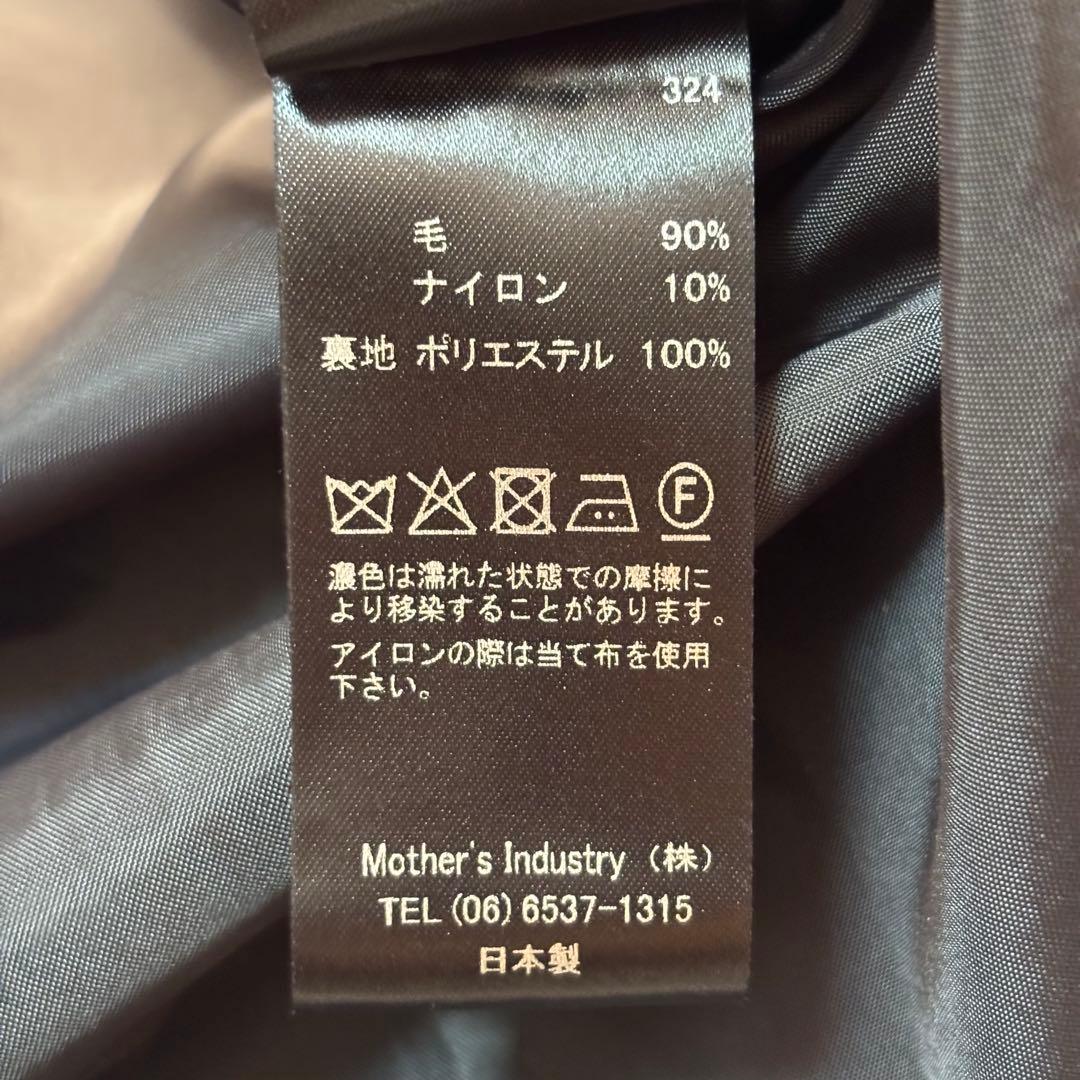 324
毛 90%
ナイロン 10%
裏地 ポリエステル 100%
F
濃色は濡れた状態での摩擦に
より移染することがあります。
アイロンの際は当て布を使用
下さい。
Mother's Industry (株)
TEL (06) 6537-1315
日本製